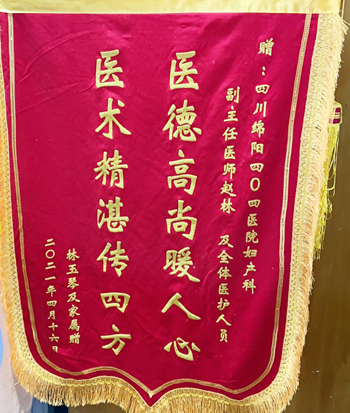 赠：四川绵阳四0四医院妇产科
副主任医师赵林 及全体医护人员
医德高尚暖人心
医术精湛传四方
林玉琴及家属赠
二〇二一年四月十六日